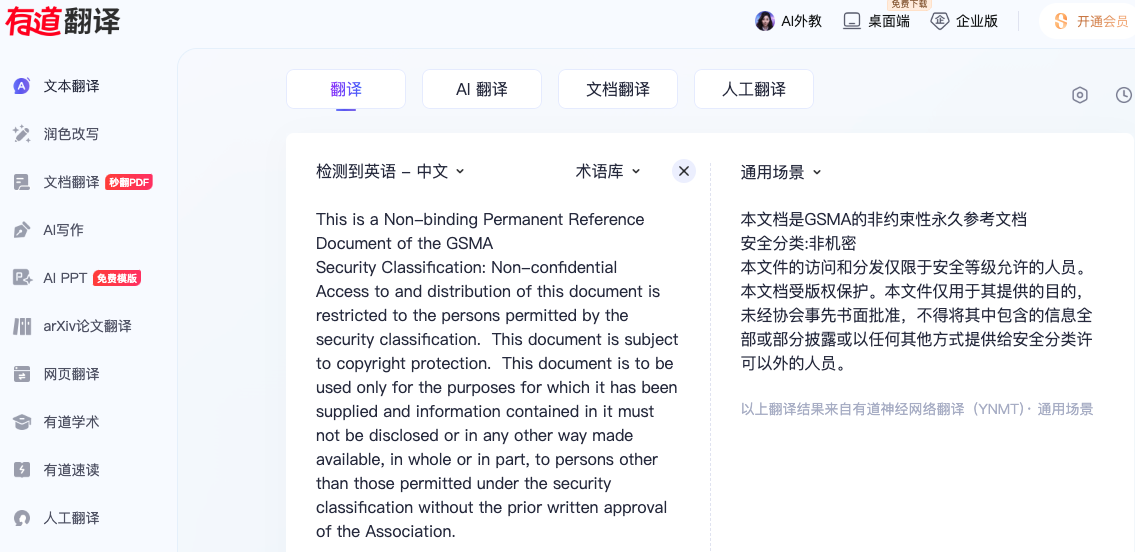 有道翻译
免费下载
AI外教
桌面端
企业版
开通会员
文本翻译
润色改写
文档翻译 秒翻PDF
AI写作
AI PPT 免费模版
arXiv论文翻译
网页翻译
有道学术
有道速读
人工翻译
翻译
AI 翻译
文档翻译
人工翻译
检测到英语 – 中文
术语库
This is a Non-binding Permanent Reference
Document of the GSMA
Security Classification: Non-confidential
Access to and distribution of this document is
restricted to the persons permitted by the
security classification.  This document is subject
to copyright protection.  This document is to be
used only for the purposes for which it has been
supplied and information contained in it must
not be disclosed or in any other way made
available, in whole or in part, to persons other
than those permitted under the security
classification without the prior written approval
of the Association.
通用场景
本文档是GSMA的非约束性永久参考文档
安全分类:非机密
本文件的访问和分发仅限于安全等级允许的人员。
本文档受版权保护。本文件仅用于其提供的目的，
未经协会事先书面批准，不得将其中包含的信息全
部或部分披露或以任何其他方式提供给安全分类许
可以外的人员。
以上翻译结果来自有道神经网络翻译（YNMT)· 通用场景